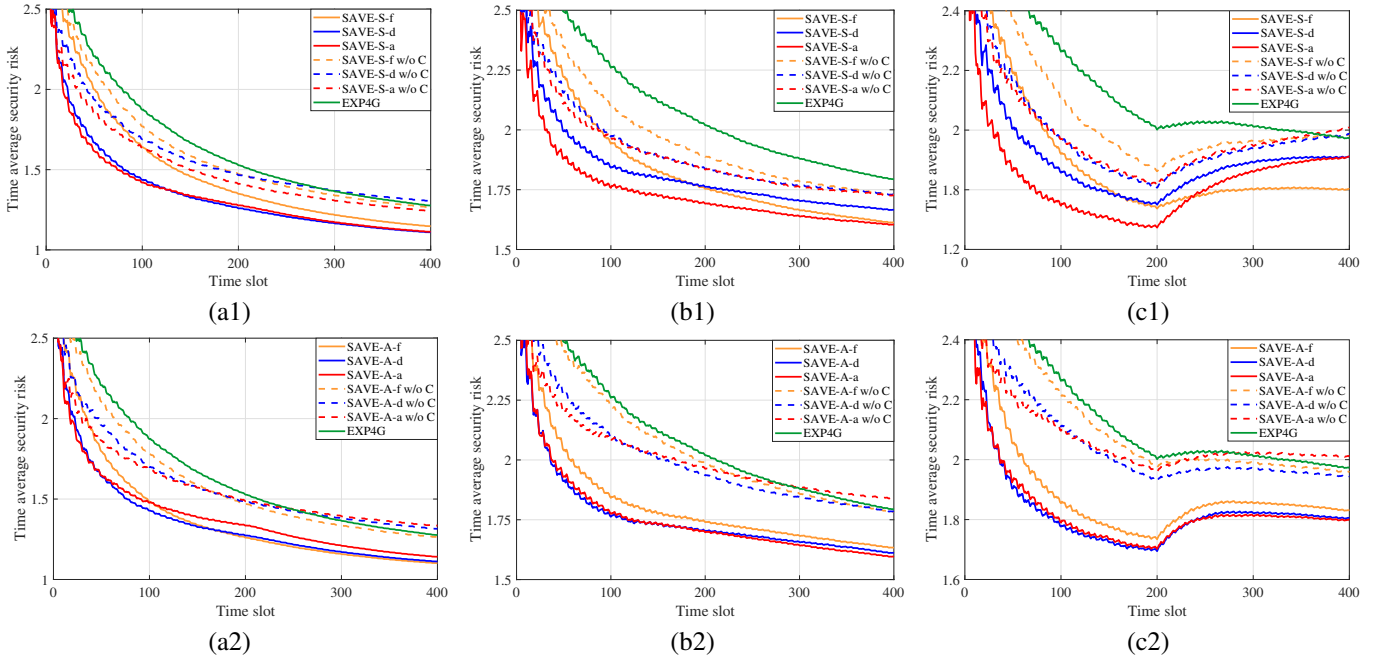 2.5
2
1.5
1
Time average security risk
SAVE-S-f
SAVE-S-d
SAVE-S-a
SAVE-S-f w/o C
SAVE-S-d w/o C
SAVE-S-a w/o C
EXP4G
0 100 200 300 400
Time slot
(a1)
2.5
2.25
2
1.75
1.5
Time average security risk
SAVE-S-f
SAVE-S-d
SAVE-S-a
SAVE-S-f w/o C
SAVE-S-d w/o C
SAVE-S-a w/o C
EXP4G
0 100 200 300 400
Time slot
(b1)
2.4
2.2
2
1.8
1.2
Time average security risk
SAVE-S-f
SAVE-S-d
SAVE-S-a
SAVE-S-f w/o C
SAVE-S-d w/o C
SAVE-S-a w/o C
EXP4G
0 100 200 300 400
Time slot
(c1)
2.5
2
1.5
1
Time average security risk
SAVE-A-f
SAVE-A-d
SAVE-A-a
SAVE-A-f w/o C
SAVE-A-d w/o C
SAVE-A-a w/o C
EXP4G
0 100 200 300 400
Time slot
(a2)
2.5
2.25
2
1.75
1.5
Time average security risk
SAVE-A-f
SAVE-A-d
SAVE-A-a
SAVE-A-f w/o C
SAVE-A-d w/o C
SAVE-A-a w/o C
EXP4G
0 100 200 300 400
Time slot
(b2)
2.4
2.2
2
1.8
1.6
Time average security risk
SAVE-A-f
SAVE-A-d
SAVE-A-a
SAVE-A-f w/o C
SAVE-A-d w/o C
SAVE-A-a w/o C
EXP4G
0 100 200 300 400
Time slot
(c2)